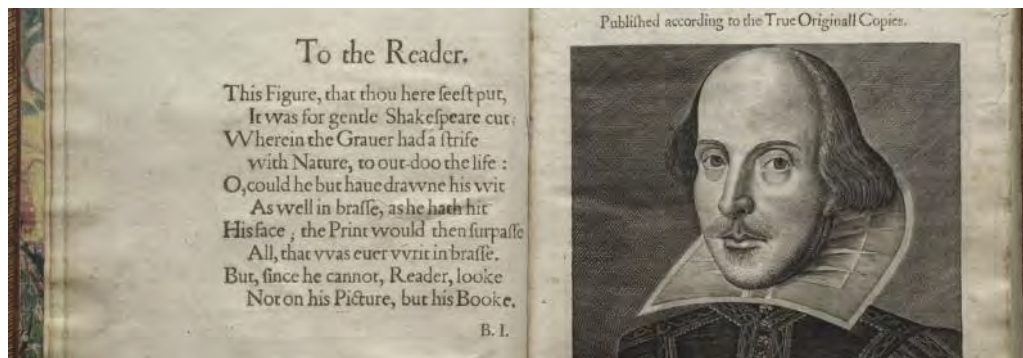 To the Reader.
This Figure, that thou here ſeeſt put,
It was for gentle Shakeſpeare cut:
Wherein the Grauer had a ſtrife
with Nature, to out-doo the life :
O, could he but haue drawne his wit
As well in braſſe, as he hath hit
His face ; the Print would then ſurpaſſe
All, that vvas euer vvrit in braſſe.
But, ſince he cannot, Reader, looke
Not on his Picture, but his Booke.
B. I.
Publiſhed according to the True Originall Copies.